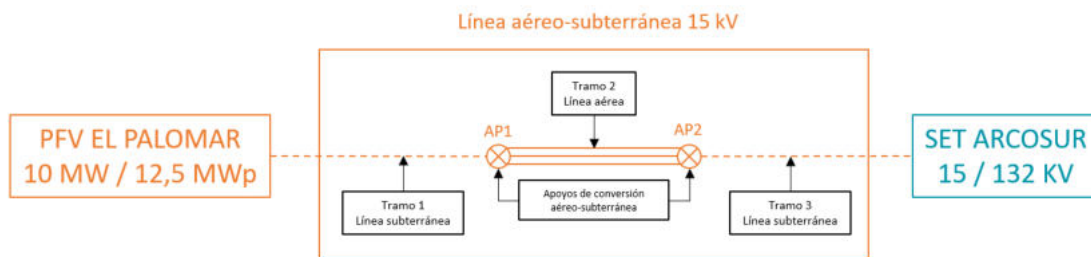 Línea aéreo-subterránea 15 kV
Tramo 2
Línea aérea
PFV EL PALOMAR
10 MW / 12,5 MWp
AP1
AP2
SET ARCOSUR
15 / 132 KV
Tramo 1
Línea subterránea
Apoyos de conversión
aéreo-subterránea
Tramo 3
Línea subterránea